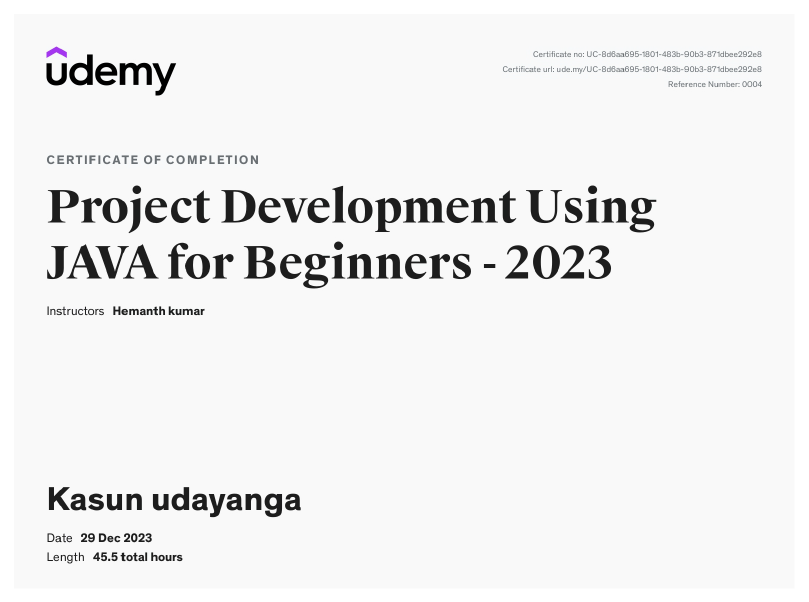 udemy
Certificate no: UC-8d6aa695-1801-483b-90b3-871dbee292e8
Certificate url: ude.my/UC-8d6aa695-1801-483b-90b3-871dbee292e8
Reference Number: 0004
CERTIFICATE OF COMPLETION
Project Development Using
JAVA for Beginners - 2023
Instructors Hemanth kumar
Kasun udayanga
Date 29 Dec 2023
Length 45.5 total hours